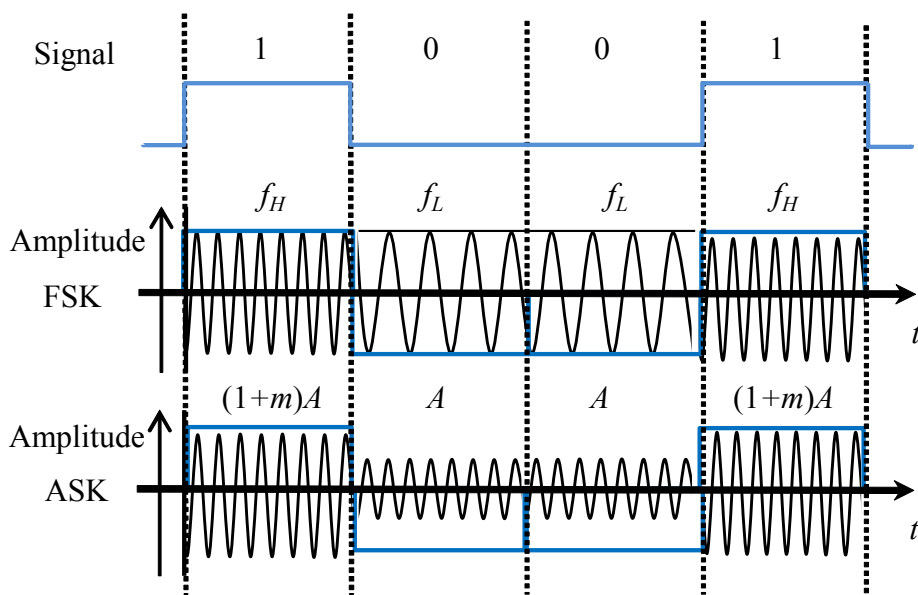 Signal 1 0 0 1
f_H f_L f_L f_H
Amplitude
FSK
t
(1+m)A A A (1+m)A
Amplitude
ASK
t